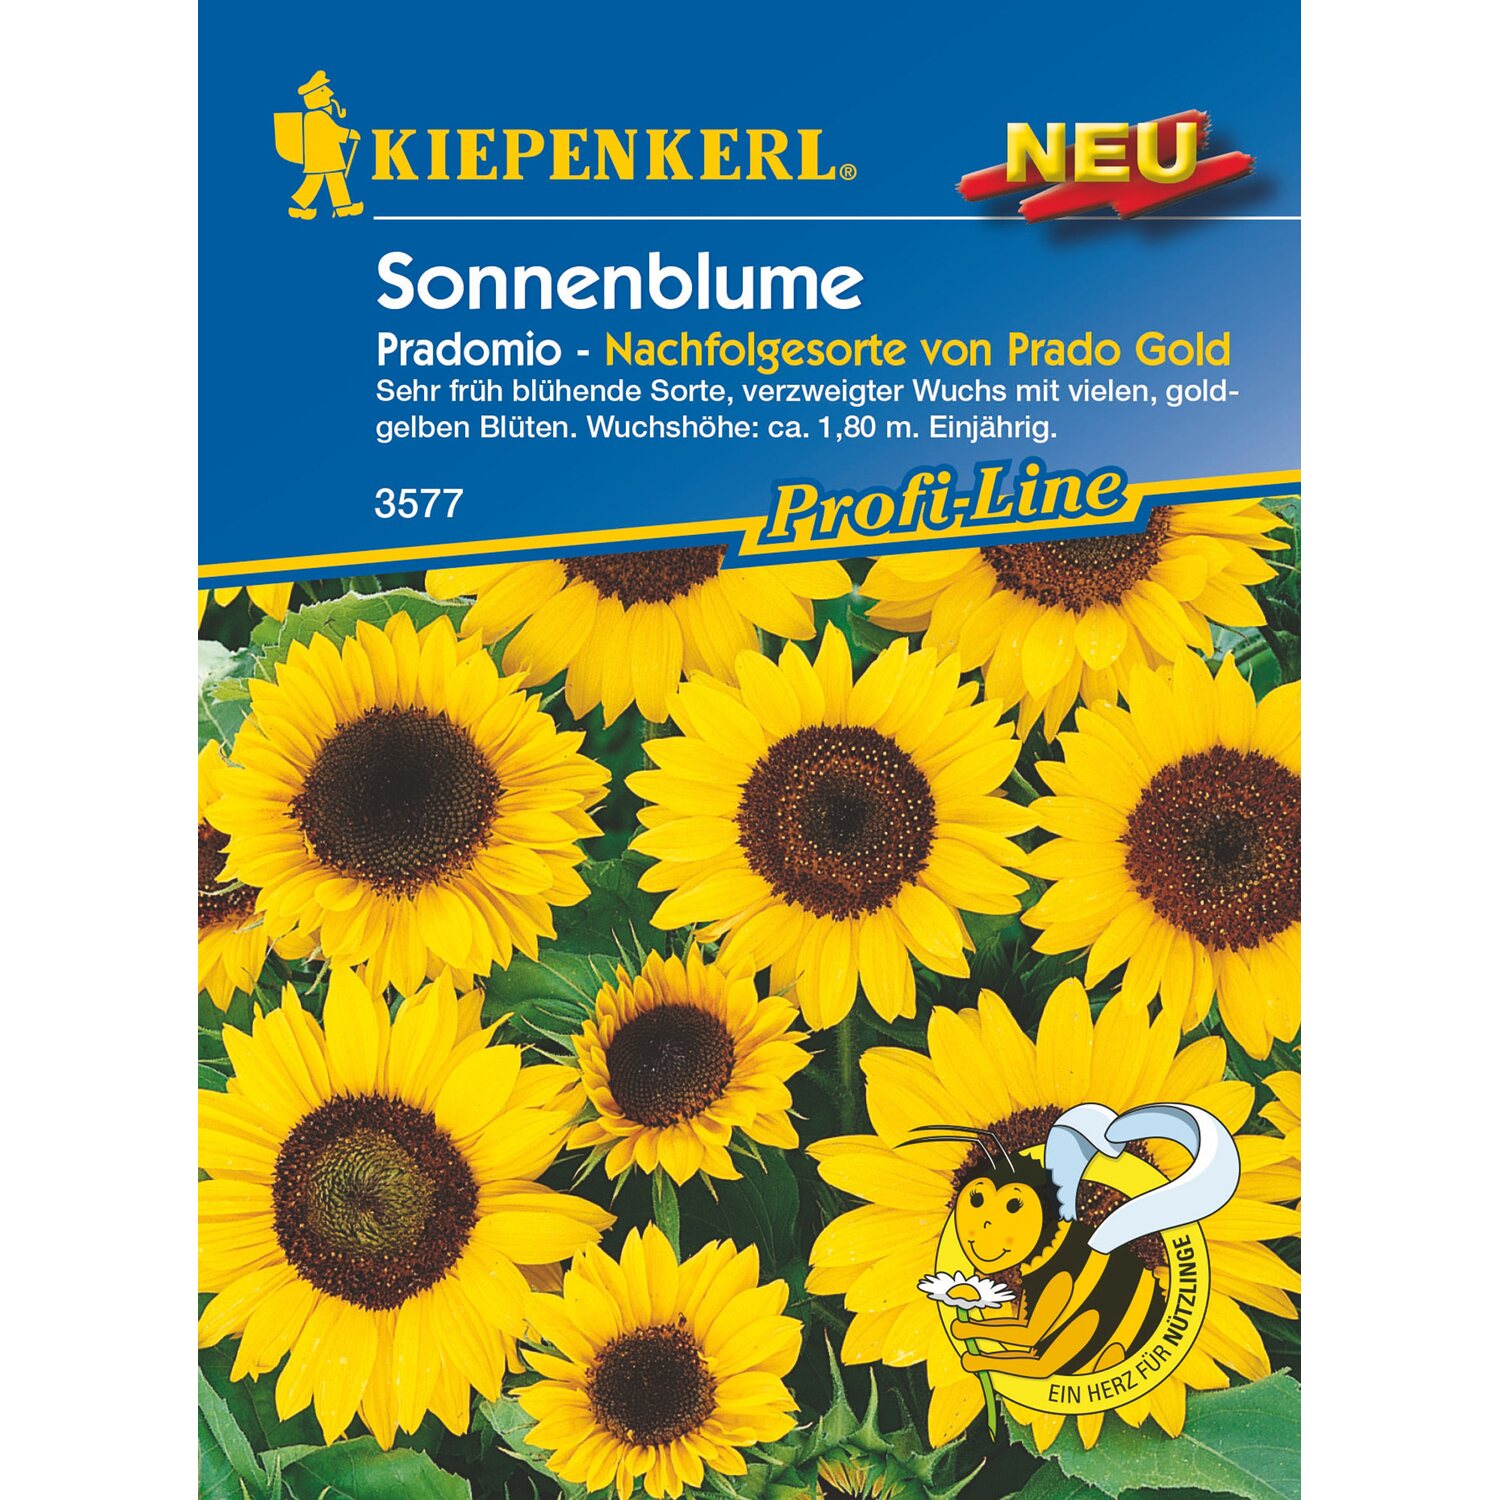 KIEPENKERL®
NEU
Sonnenblume
Pradomio - Nachfolgesorte von Prado Gold
Sehr früh blühende Sorte, verzweigter Wuchs mit vielen, gold-
gelben Blüten. Wuchshöhe: ca. 1,80 m. Einjährig.
3577
Profi-Line
EIN HERZ FÜR NÜTZLINGE